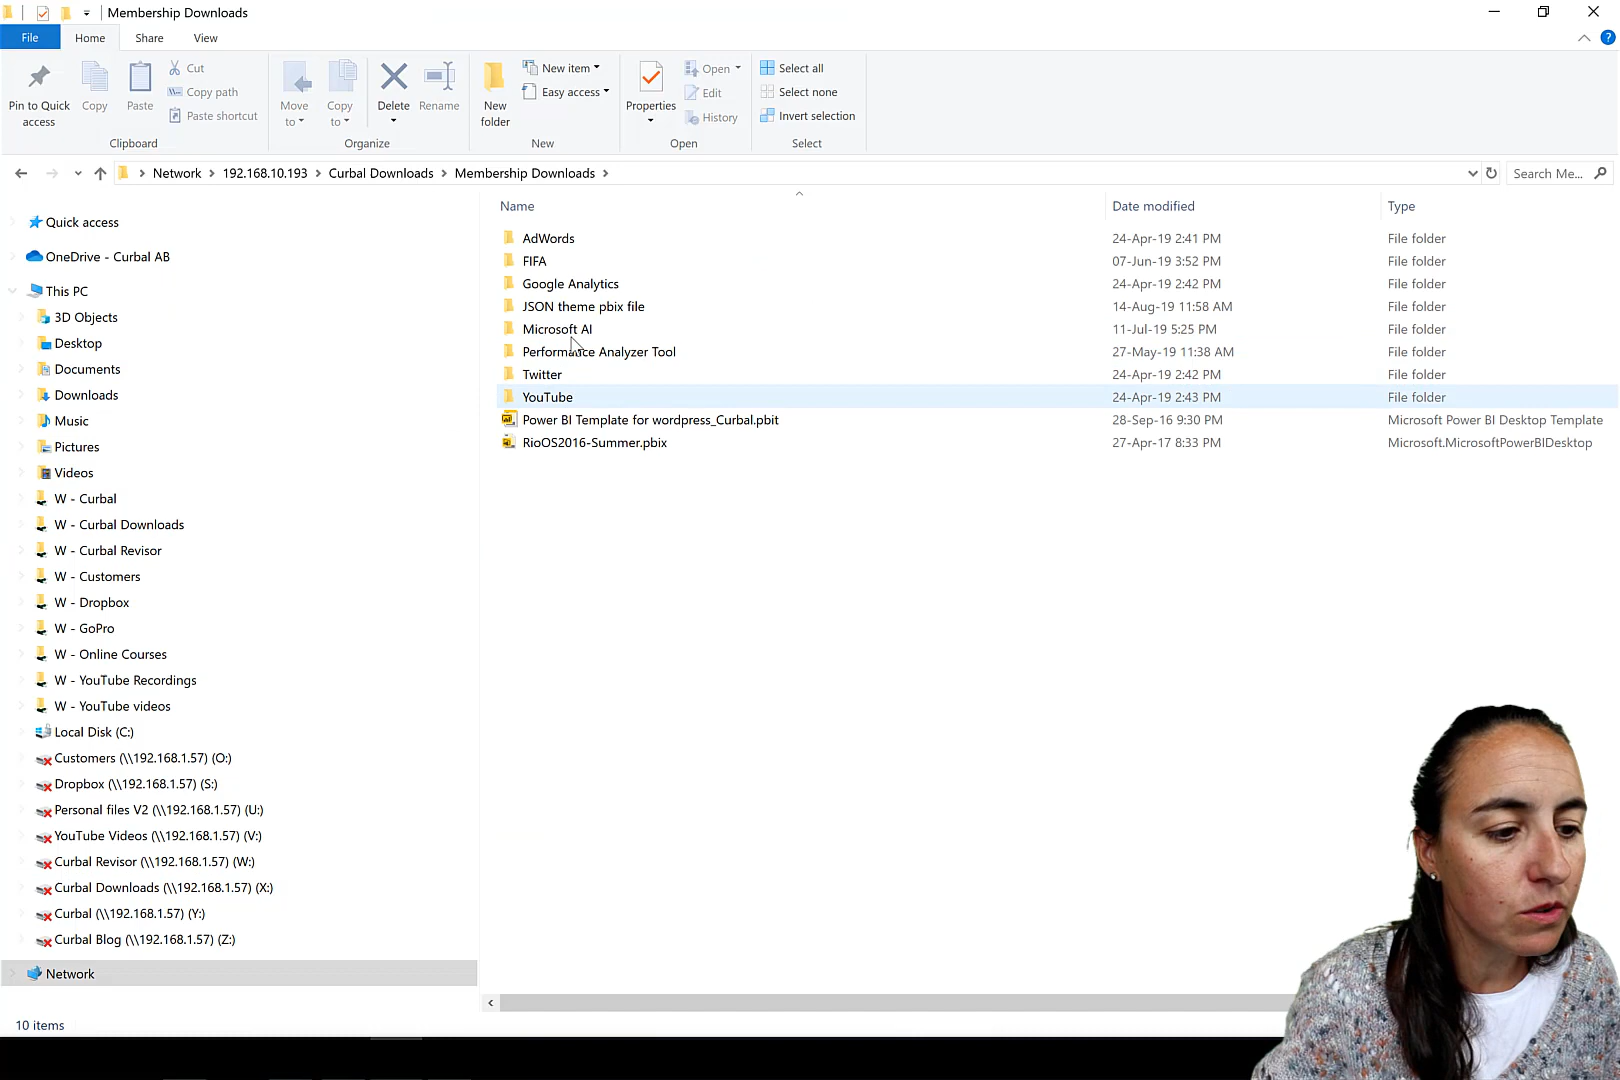 Membership Downloads
File Home Share View
Pin to Quick access
Copy
Paste
Cut
Copy path
Paste shortcut
Clipboard
Move to
Copy to
Delete
Rename
Organize
New folder
New item
Easy access
New
Properties
Open
Edit
History
Open
Select all
Select none
Invert selection
Select
Network > 192.168.10.193 > Curbal Downloads > Membership Downloads >
Search Me...
Quick access
OneDrive - Curbal AB
This PC
3D Objects
Desktop
Documents
Downloads
Music
Pictures
Videos
W - Curbal
W - Curbal Downloads
W - Curbal Revisor
W - Customers
W - Dropbox
W - GoPro
W - Online Courses
W - YouTube Recordings
W - YouTube videos
Local Disk (C:)
Customers (\\192.168.1.57) (O:)
Dropbox (\\192.168.1.57) (S:)
Personal files V2 (\\192.168.1.57) (U:)
YouTube Videos (\\192.168.1.57) (V:)
Curbal Revisor (\\192.168.1.57) (W:)
Curbal Downloads (\\192.168.1.57) (X:)
Curbal (\\192.168.1.57) (Y:)
Curbal Blog (\\192.168.1.57) (Z:)
Network
Name Date modified Type
AdWords 24-Apr-19 2:41 PM File folder
FIFA 07-Jun-19 3:52 PM File folder
Google Analytics 24-Apr-19 2:42 PM File folder
JSON theme pbix file 14-Aug-19 11:58 AM File folder
Microsoft AI 11-Jul-19 5:25 PM File folder
Performance Analyzer Tool 27-May-19 11:38 AM File folder
Twitter 24-Apr-19 2:42 PM File folder
YouTube 24-Apr-19 2:43 PM File folder
Power BI Template for wordpress_Curbal.pbit 28-Sep-16 9:30 PM Microsoft Power BI Desktop Template
RioOS2016-Summer.pbix 27-Apr-17 8:33 PM Microsoft.MicrosoftPowerBIDesktop
10 items